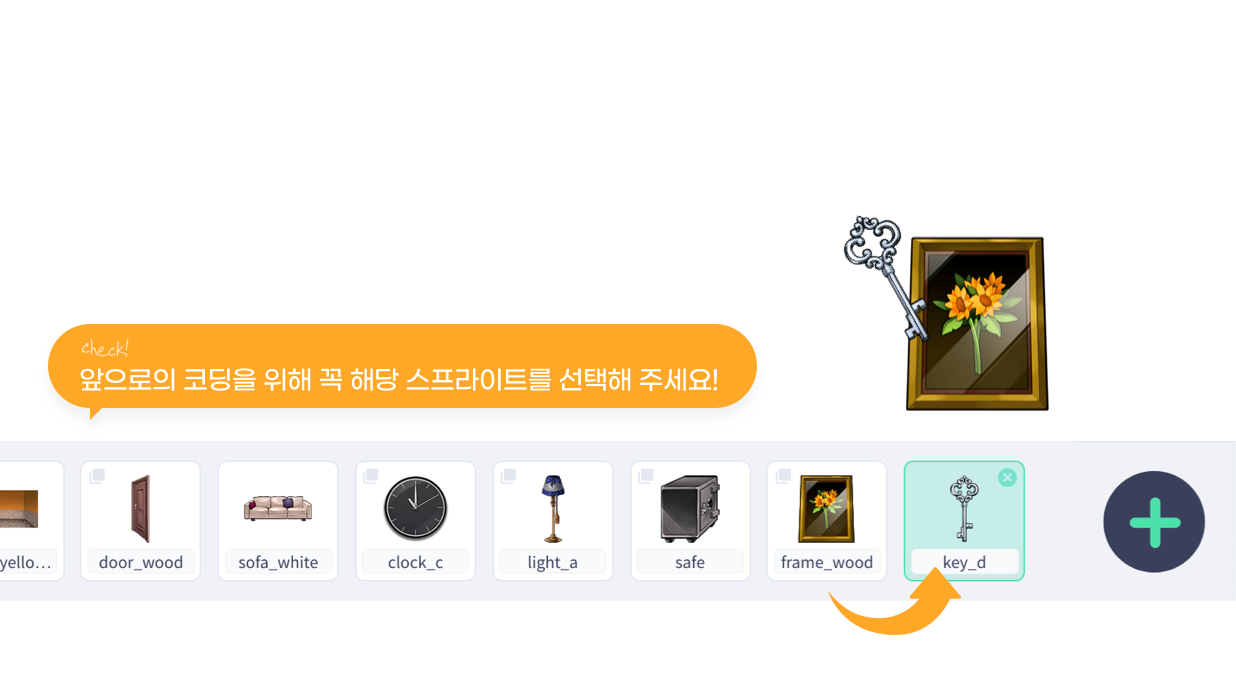 check!
앞으로의 코딩을 위해 꼭 해당 스프라이트를 선택해 주세요!
yello...
door_wood
sofa_white
clock_c
light_a
safe
frame_wood
key_d